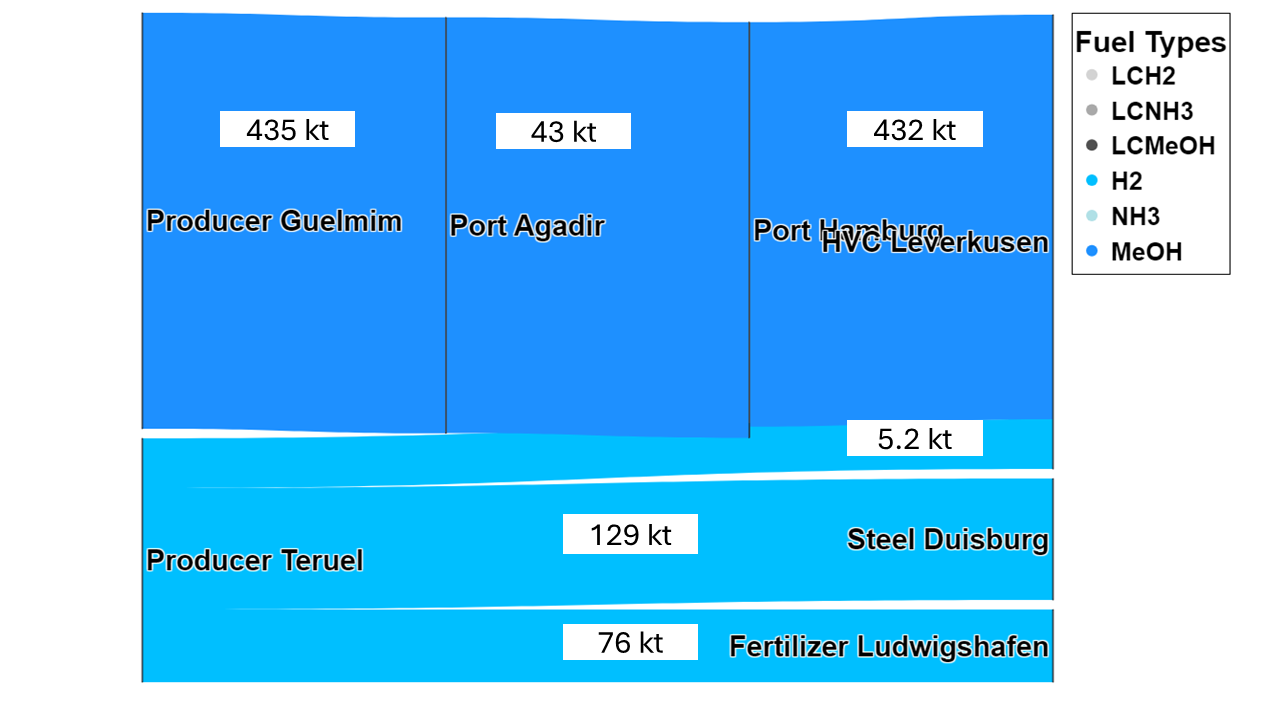 435 kt
43 kt
432 kt
Producer Guelmim
Port Agadir
Port Hamburg
HVC Leverkusen
5.2 kt
129 kt
Steel Duisburg
Producer Teruel
76 kt
Fertilizer Ludwigshafen
Fuel Types
LCH2
LCNH3
LCMeOH
H2
NH3
MeOH